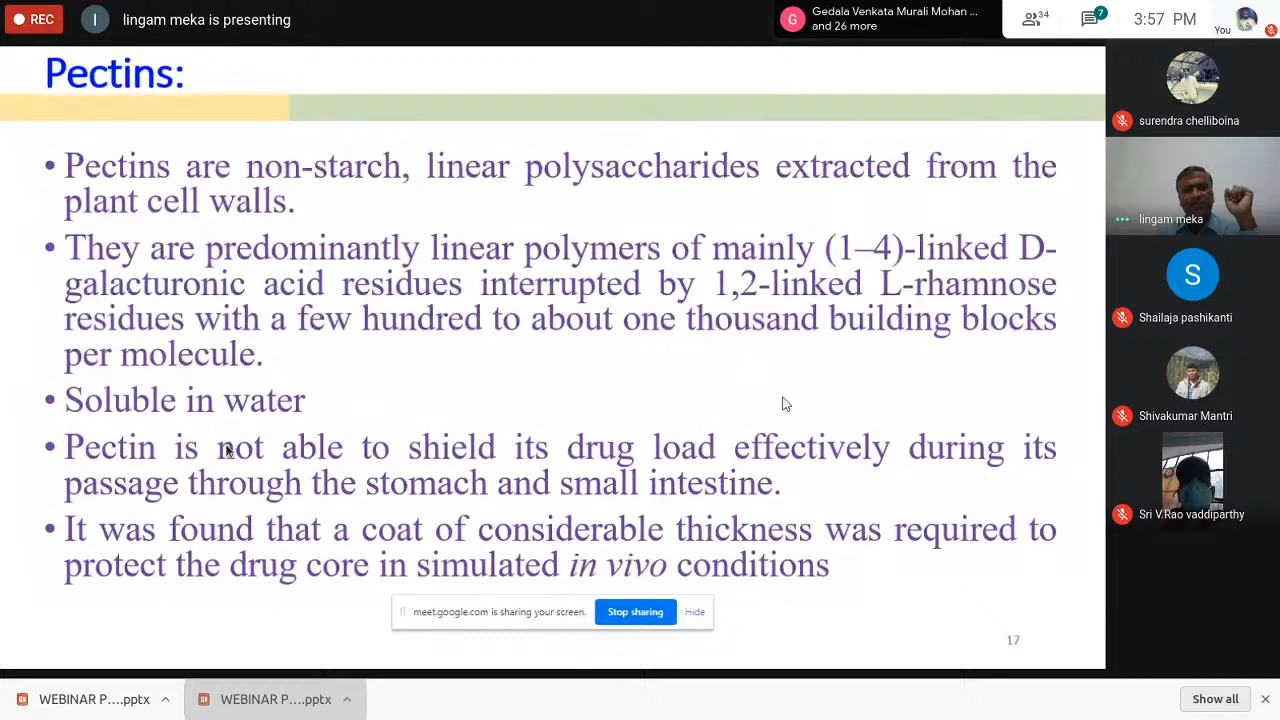 REC
I
lingam meka is presenting
G
Gedala Venkata Murali Mohan ...
and 26 more
34
7
3:57 PM
You
Pectins:
• Pectins are non-starch, linear polysaccharides extracted from the
plant cell walls.
• They are predominantly linear polymers of mainly (1–4)-linked D-
galacturonic acid residues interrupted by 1,2-linked L-rhamnose
residues with a few hundred to about one thousand building blocks
per molecule.
• Soluble in water
• Pectin is not able to shield its drug load effectively during its
passage through the stomach and small intestine.
• It was found that a coat of considerable thickness was required to
protect the drug core in simulated in vivo conditions
meet.google.com is sharing your screen.
Stop sharing
Hide
17
surendra chelliboina
lingam meka
S
Shailaja pashikanti
Shivakumar Mantri
Sri V.Rao vaddiparthy
WEBINAR P....pptx
WEBINAR P....pptx
Show all